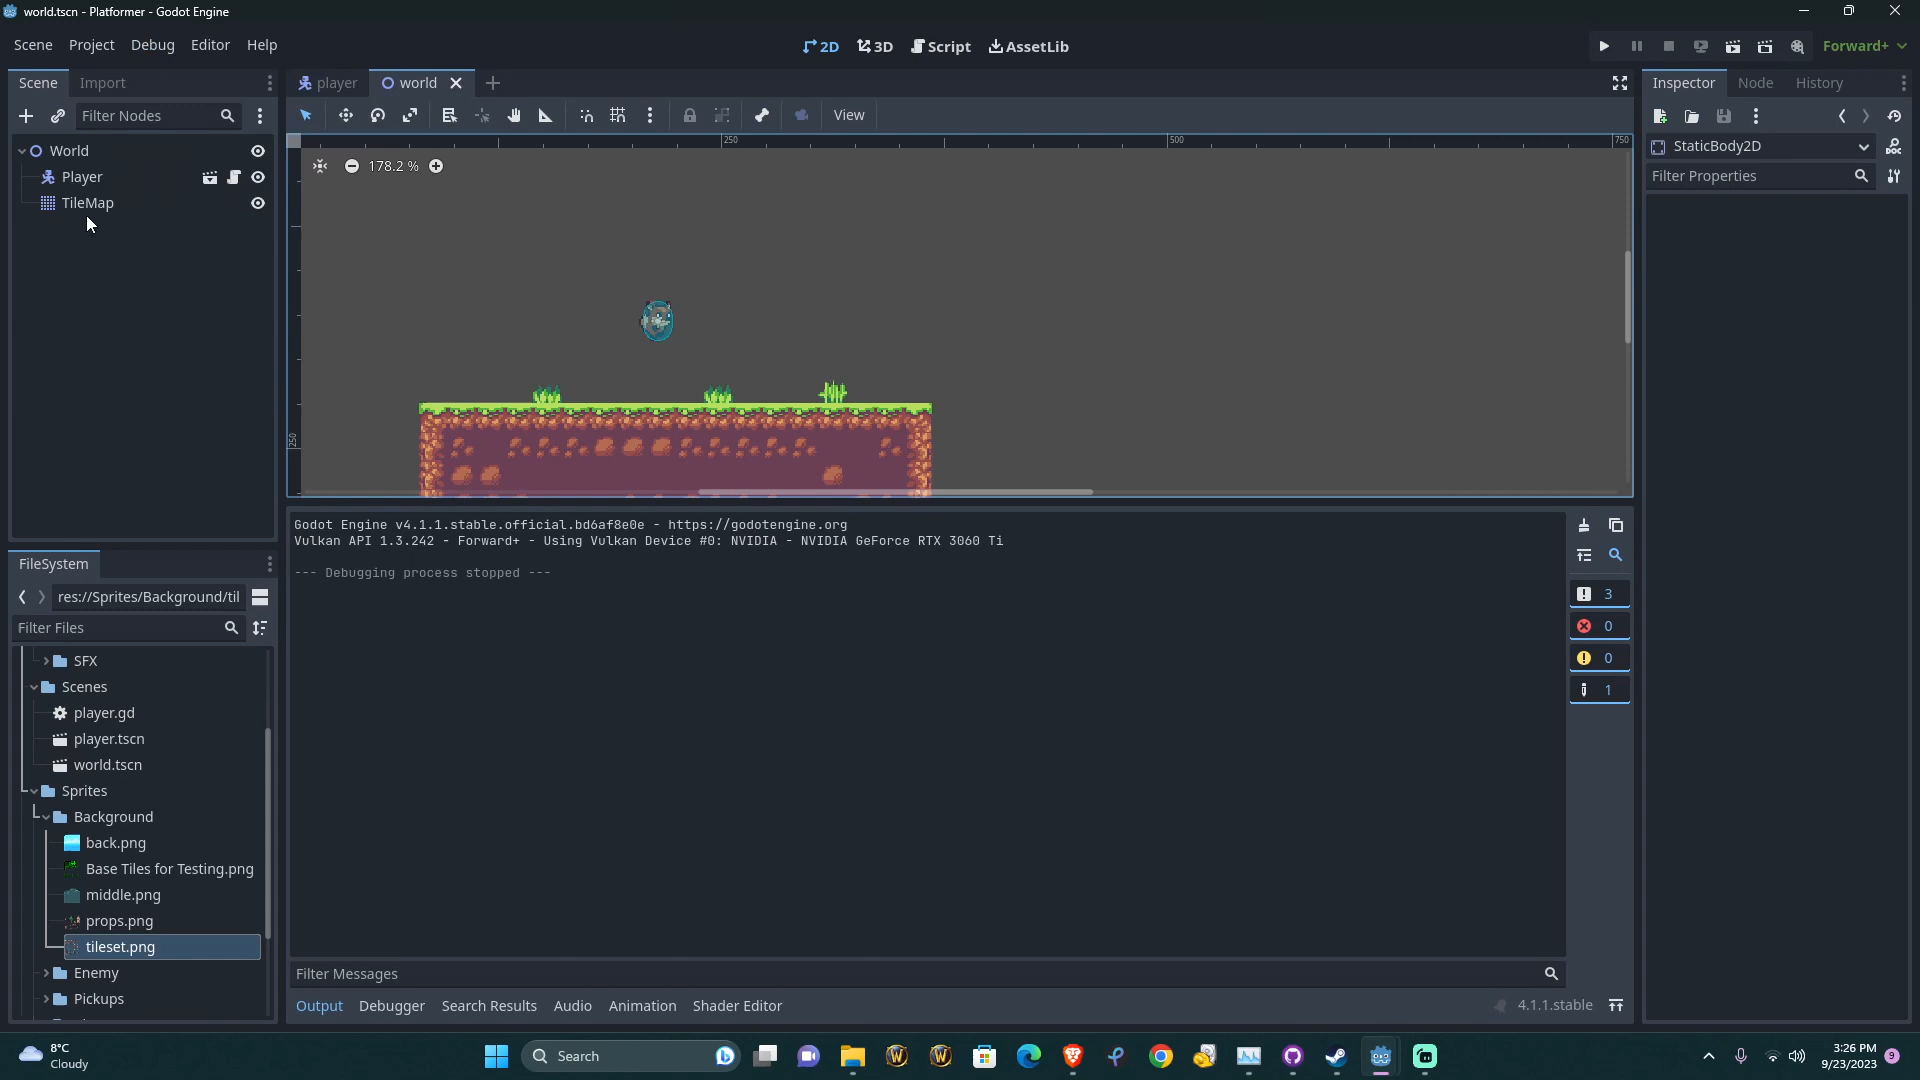 world.tscn - Platformer - Godot Engine
Scene Project Debug Editor Help
2D 3D Script AssetLib
Forward+
Scene Import
player world
Inspector Node History
Filter Nodes
View
World
Player
TileMap
250 500 750
178.2 %
250
StaticBody2D
Filter Properties
Godot Engine v4.1.1.stable.official.bd6af8e0e - https://godotengine.org
Vulkan API 1.3.242 - Forward+ - Using Vulkan Device #0: NVIDIA - NVIDIA GeForce RTX 3060 Ti
--- Debugging process stopped ---
3
0
0
1
FileSystem
res://Sprites/Background/til
Filter Files
SFX
Scenes
player.gd
player.tscn
world.tscn
Sprites
Background
back.png
Base Tiles for Testing.png
middle.png
props.png
tileset.png
Enemy
Pickups
Filter Messages
Output Debugger Search Results Audio Animation Shader Editor
4.1.1.stable
8°C
Cloudy
Search
3:26 PM
9/23/2023
9